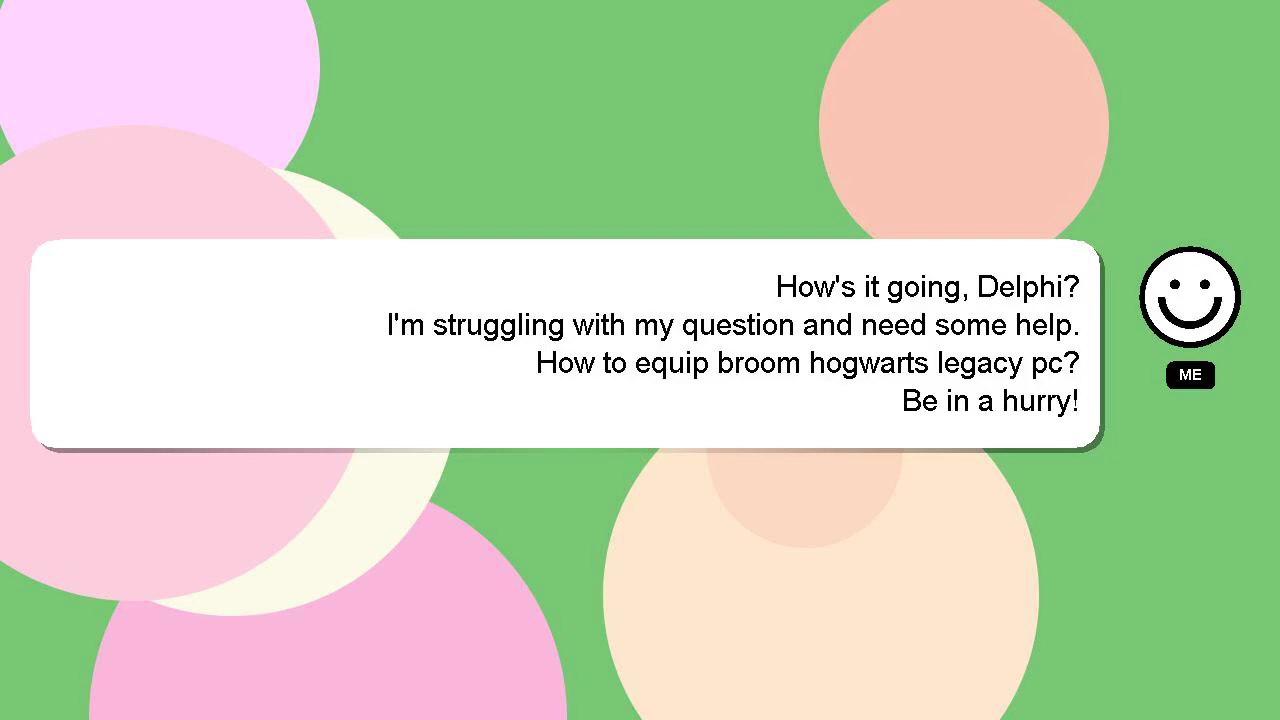 How's it going, Delphi?
I'm struggling with my question and need some help.
How to equip broom hogwarts legacy pc?
Be in a hurry!
ME